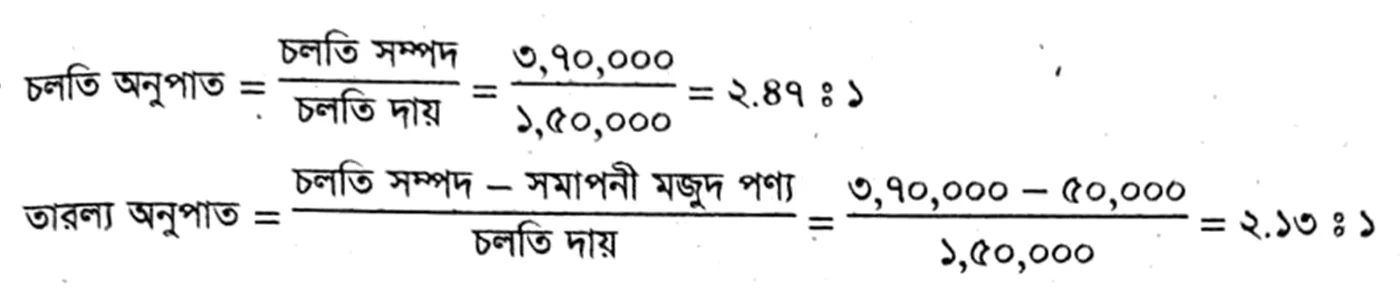 চলতি অনুপাত = চলতি সম্পদ / চলতি দায় = ৩,৭০,০০০ / ১,৫০,০০০ = ২.৪৭ ঃ ১
তারল্য অনুপাত = চলতি সম্পদ – সমাপনী মজুদ পণ্য / চলতি দায় = ৩,৭০,০০০ – ৫০,০০০ / ১,৫০,০০০ = ২.১৩ ঃ ১